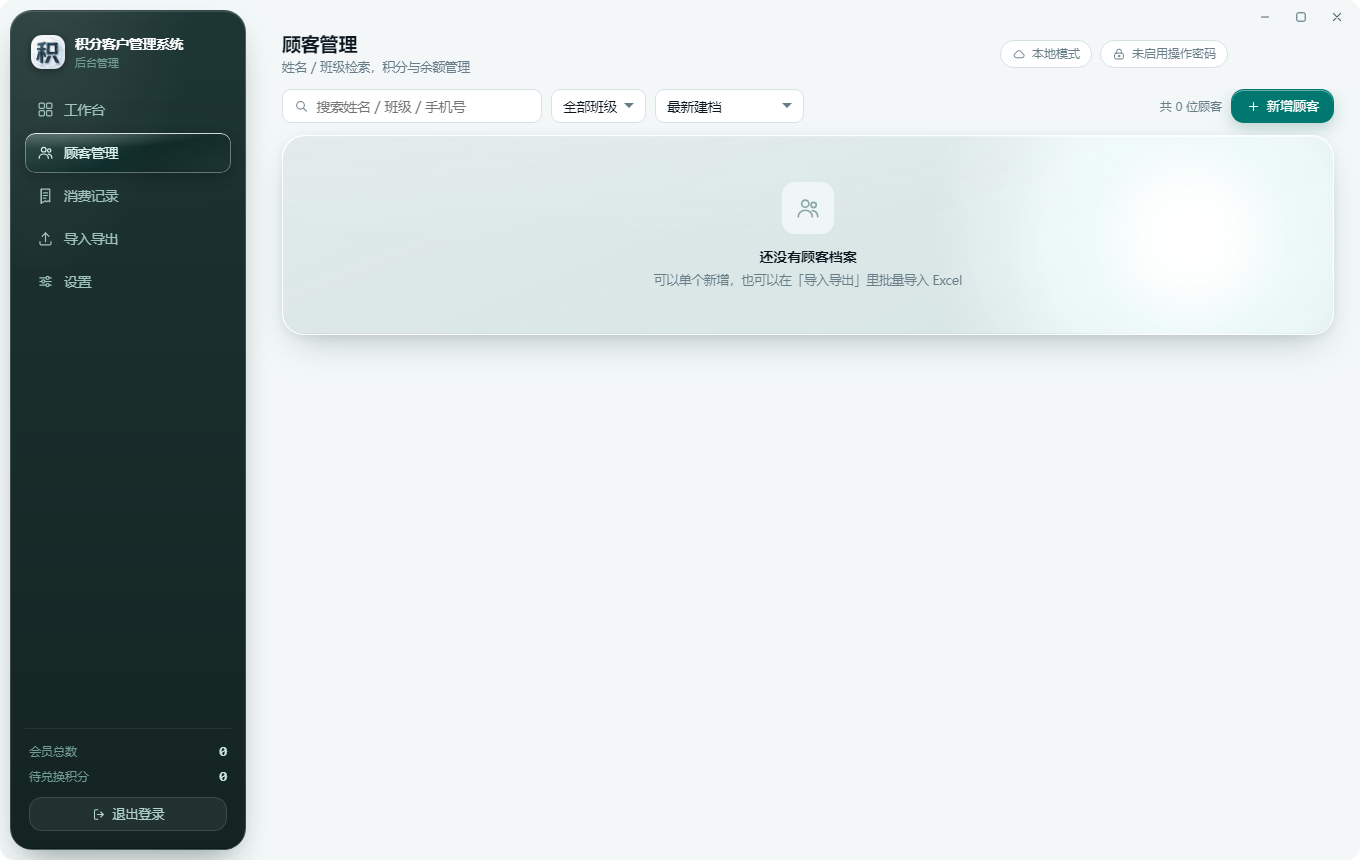 积
积分客户管理系统
后台管理
工作台
顾客管理
消费记录
导入导出
设置
会员总数 0
待兑换积分 0
退出登录
顾客管理
姓名 / 班级检索，积分与余额管理
本地模式
未启用操作密码
搜索姓名 / 班级 / 手机号
全部班级
最新建档
共 0 位顾客
新增顾客
还没有顾客档案
可以单个新增，也可以在「导入导出」里批量导入 Excel